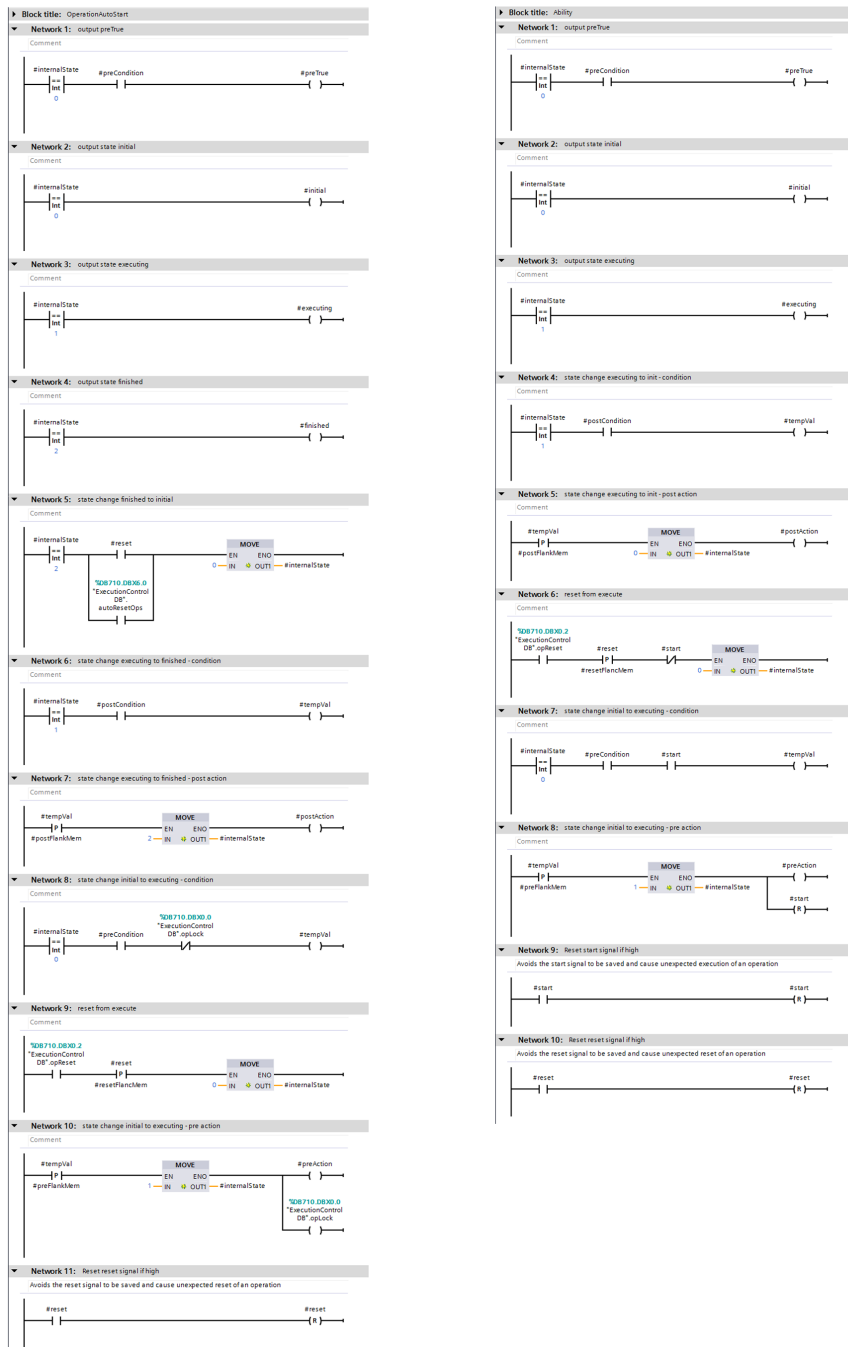 Block title: OperationAutoStart
Network 1: output preTrue
Comment
#internalState
#preCondition
#preTrue
==
Int
0
Network 2: output state initial
Comment
#internalState
#initial
==
Int
0
Network 3: output state executing
Comment
#internalState
#executing
==
Int
1
Network 4: output state finished
Comment
#internalState
#finished
==
Int
2
Network 5: state change finished to initial
Comment
#internalState
#reset
MOVE
==
Int
EN ENO
2
0 IN OUT1 #internalState
%DB710.DBX6.0
"ExecutionControl
DB".
autoResetOps
Network 6: state change executing to finished - condition
Comment
#internalState
#postCondition
#tempVal
==
Int
1
Network 7: state change executing to finished - post action
Comment
#tempVal
MOVE
#postAction
P
EN ENO
#postFlankMem
2 IN OUT1 #internalState
Network 8: state change initial to executing - condition
Comment
%DB710.DBX0.0
"ExecutionControl
DB".opLock
#internalState
#preCondition
#tempVal
==
Int
0
Network 9: reset from execute
Comment
%DB710.DBX0.2
"ExecutionControl
DB".opReset
#reset
MOVE
P
EN ENO
#resetFlancMem
0 IN OUT1 #internalState
Network 10: state change initial to executing - pre action
Comment
#tempVal
MOVE
#preAction
P
EN ENO
#preFlankMem
1 IN OUT1 #internalState
%DB710.DBX0.0
"ExecutionControl
DB".opLock
Network 11: Reset reset signal if high
Avoids the reset signal to be saved and cause unexpected reset of an operation
#reset
#reset
R
Block title: Ability
Network 1: output preTrue
Comment
#internalState
#preCondition
#preTrue
==
Int
0
Network 2: output state initial
Comment
#internalState
#initial
==
Int
0
Network 3: output state executing
Comment
#internalState
#executing
==
Int
1
Network 4: state change executing to init - condition
Comment
#internalState
#postCondition
#tempVal
==
Int
1
Network 5: state change executing to init - post action
Comment
#tempVal
MOVE
#postAction
P
EN ENO
#postFlankMem
0 IN OUT1 #internalState
Network 6: reset from execute
Comment
%DB710.DBX0.2
"ExecutionControl
DB".opReset
#reset
#start
MOVE
P
EN ENO
#resetFlancMem
0 IN OUT1 #internalState
Network 7: state change initial to executing - condition
Comment
#internalState
#preCondition
#start
#tempVal
==
Int
0
Network 8: state change initial to executing - pre action
Comment
#tempVal
MOVE
#preAction
P
EN ENO
#preFlankMem
1 IN OUT1 #internalState
#start
R
Network 9: Reset start signal if high
Avoids the start signal to be saved and cause unexpected execution of an operation
#start
#start
R
Network 10: Reset reset signal if high
Avoids the reset signal to be saved and cause unexpected reset of an operation
#reset
#reset
R